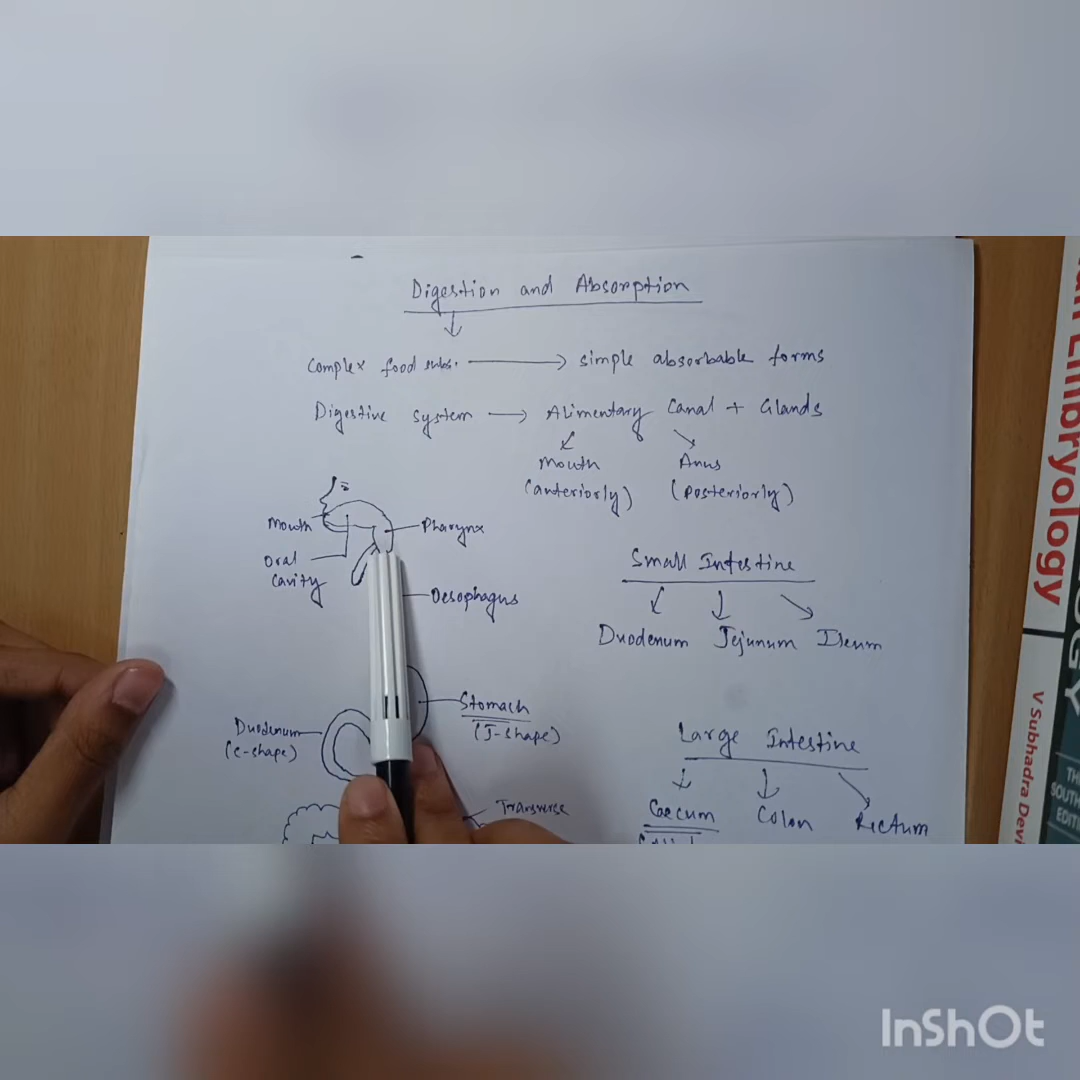 Digestion and Absorption
Complex food subs. → simple absorbable forms
Digestive system → Alimentary Canal + Glands
Mouth
(anteriorly)
Anus
(posteriorly)
Mouth
Oral
Cavity
Pharynx
Oesophagus
Stomach
(J-shape)
Duodenum
(C-shape)
Transverse
Small Intestine
Duodenum Jejunum Ileum
Large Intestine
Caecum Colon Rectum
Embryology
V Subhadra Devi
InShOt